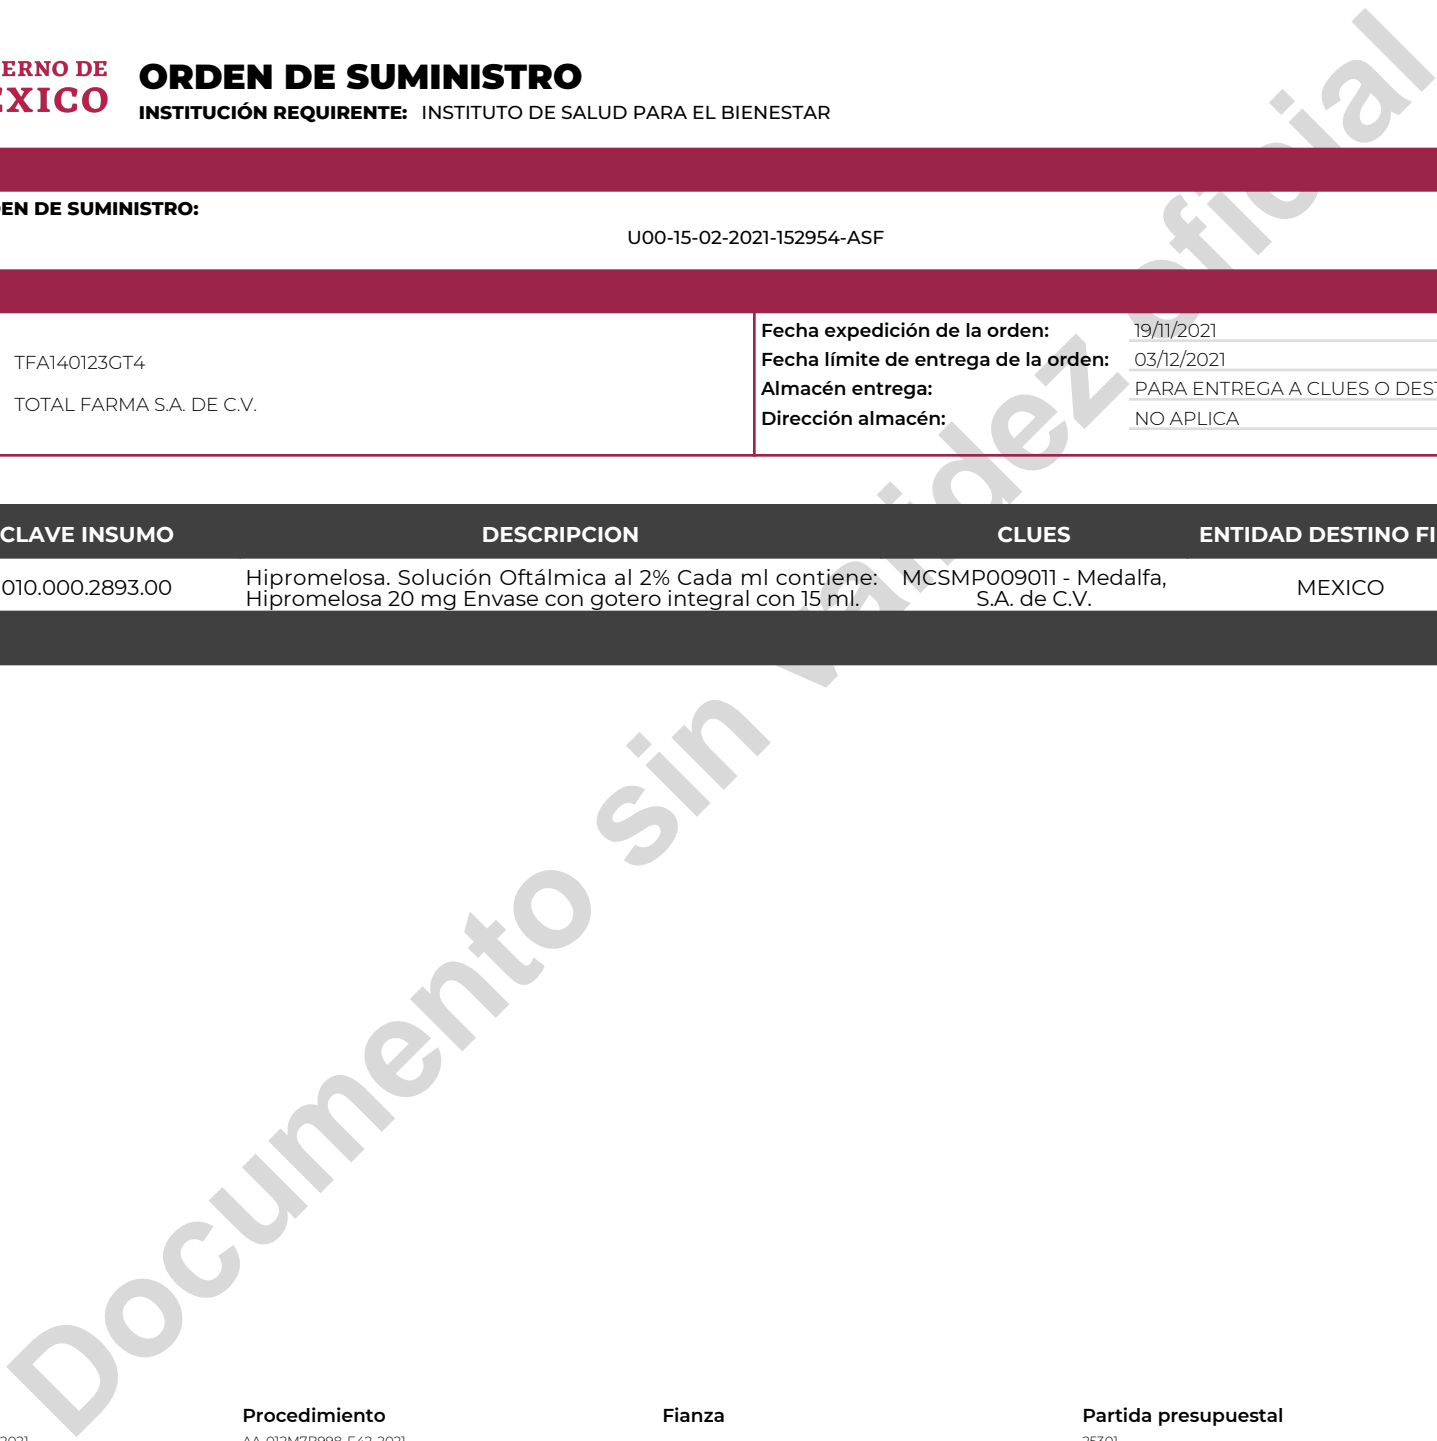 ERNO DE
EXICO
ORDEN DE SUMINISTRO
INSTITUCIÓN REQUIRENTE: INSTITUTO DE SALUD PARA EL BIENESTAR
EN DE SUMINISTRO:
U00-15-02-2021-152954-ASF
TFA140123GT4
TOTAL FARMA S.A. DE C.V.
Fecha expedición de la orden: 19/11/2021
Fecha límite de entrega de la orden: 03/12/2021
Almacén entrega: PARA ENTREGA A CLUES O DEST
Dirección almacén: NO APLICA
CLAVE INSUMO DESCRIPCION CLUES ENTIDAD DESTINO FI
010.000.2893.00 Hipromelosa. Solución Oftálmica al 2% Cada ml contiene: MCSMP009011 - Medalfa, MEXICO
Hipromelosa 20 mg Envase con gotero integral con 15 ml. S.A. de C.V.
Documento sin validez oficial
Procedimiento Fianza Partida presupuestal